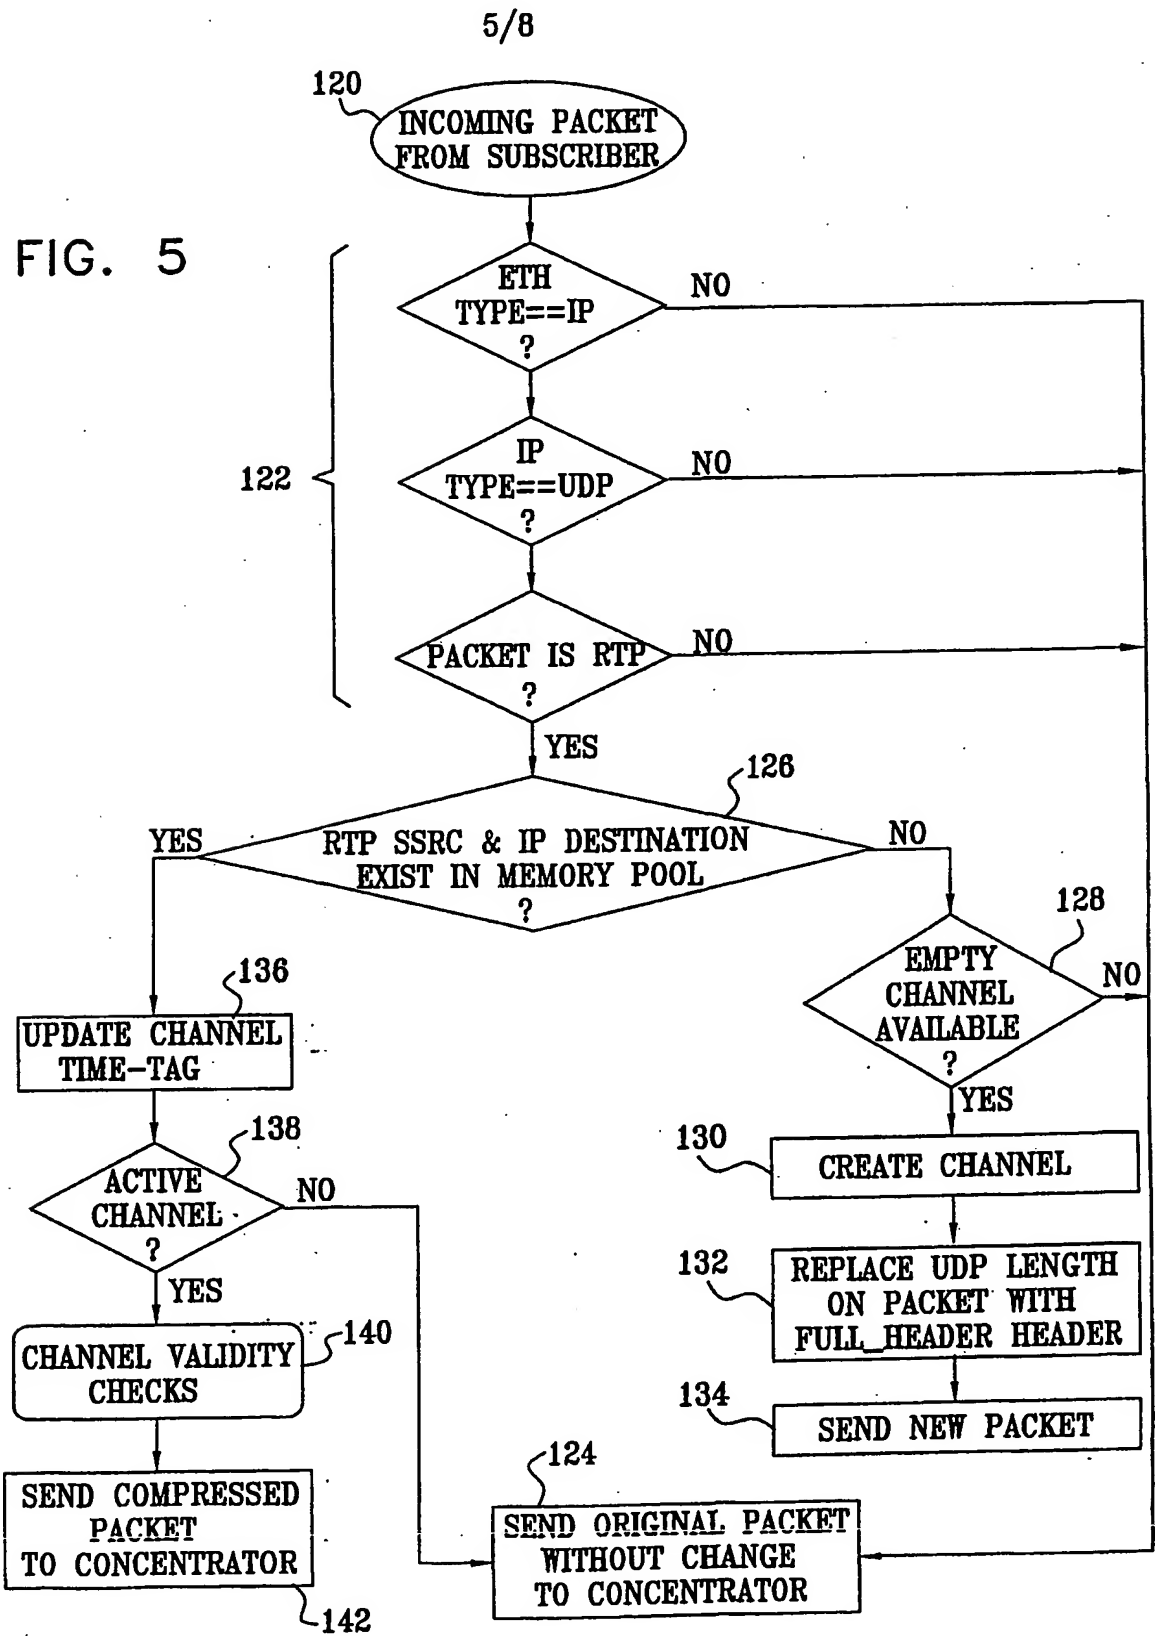 5/8
120
INCOMING PACKET
FROM SUBSCRIBER
FIG. 5
ETH
TYPE==IP
?
NO
122
IP
TYPE==UDP
?
NO
PACKET IS RTP
?
NO
YES
126
RTP SSRC & IP DESTINATION
EXIST IN MEMORY POOL
?
YES
NO
128
EMPTY
CHANNEL
AVAILABLE
?
NO
YES
136
UPDATE CHANNEL
TIME-TAG
138
ACTIVE
CHANNEL
?
NO
YES
130
CREATE CHANNEL
132
REPLACE UDP LENGTH
ON PACKET WITH
FULL_HEADER HEADER
140
CHANNEL VALIDITY
CHECKS
134
SEND NEW PACKET
124
SEND ORIGINAL PACKET
WITHOUT CHANGE
TO CONCENTRATOR
SEND COMPRESSED
PACKET
TO CONCENTRATOR
142